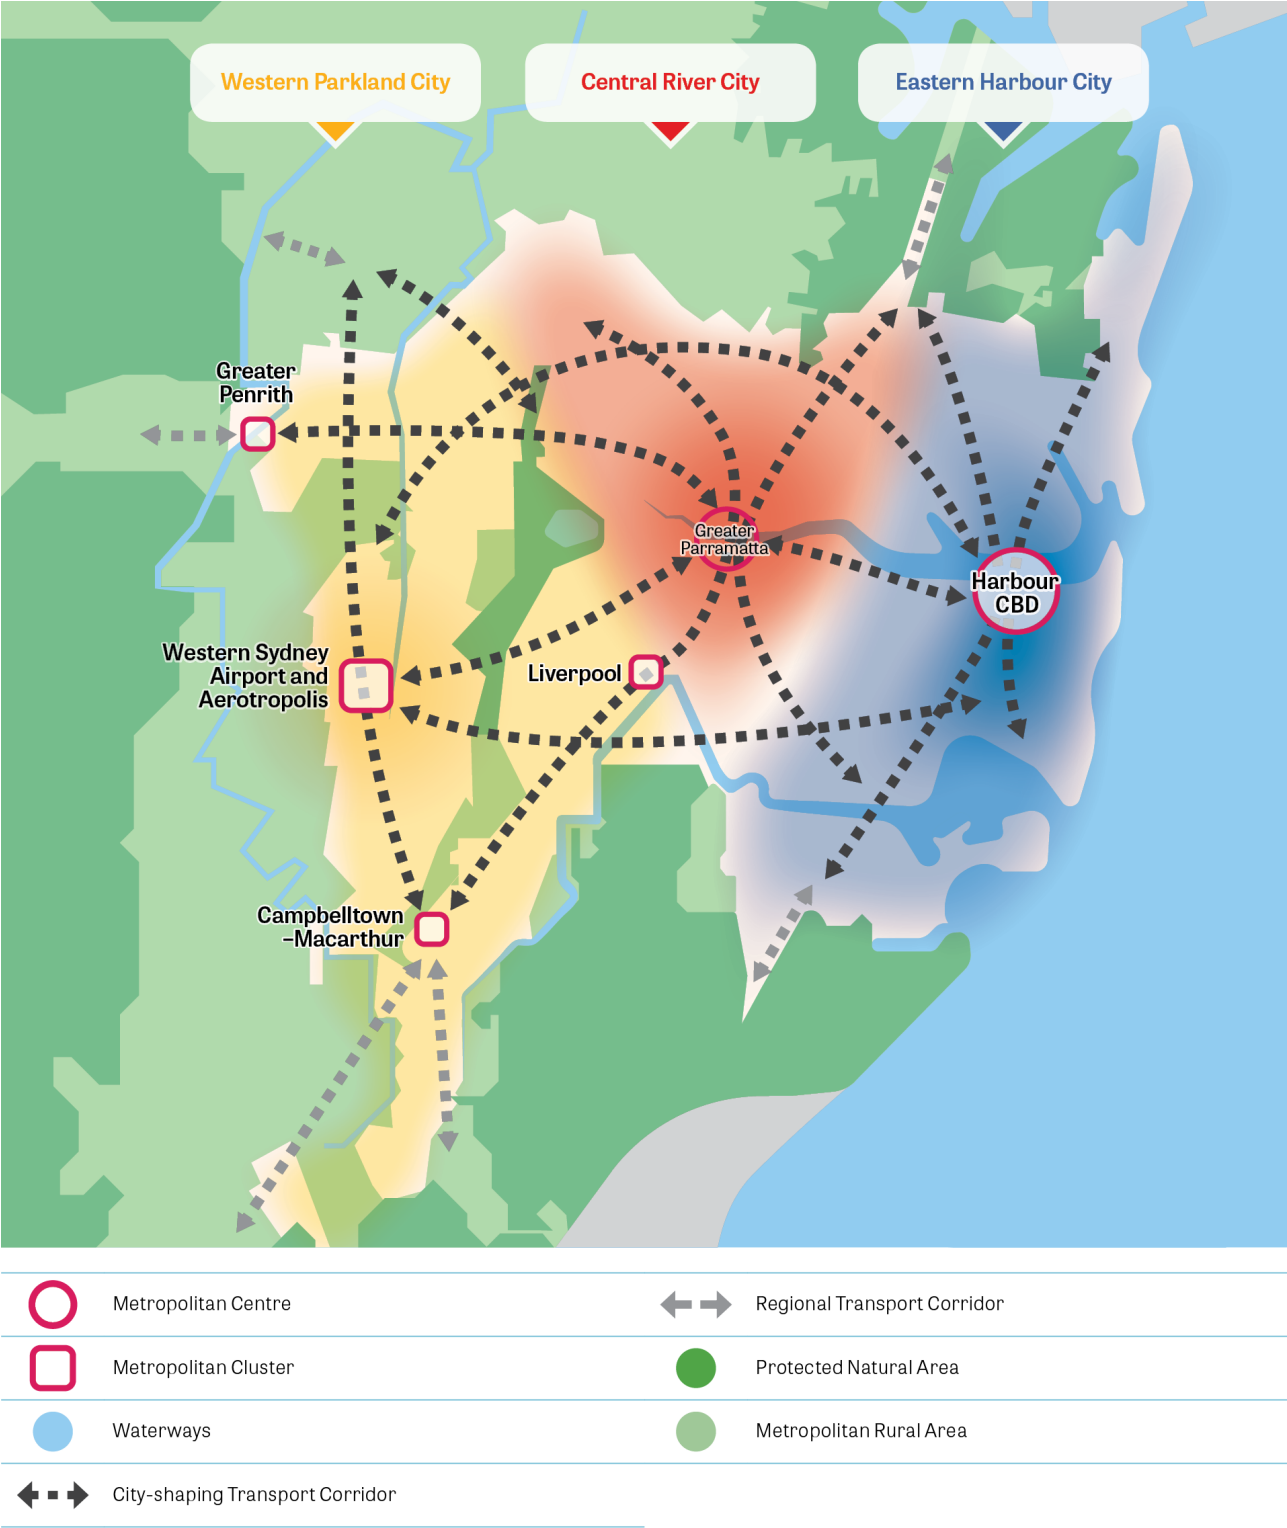 Western Parkland City
Central River City
Eastern Harbour City
Greater
Penrith
Greater
Parramatta
Harbour
CBD
Western Sydney
Airport and
Aerotropolis
Liverpool
Campbelltown
–Macarthur
Metropolitan Centre
Regional Transport Corridor
Metropolitan Cluster
Protected Natural Area
Waterways
Metropolitan Rural Area
City-shaping Transport Corridor